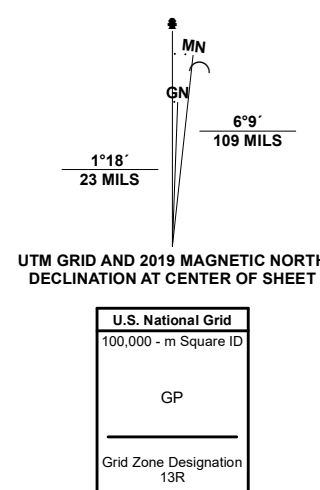 MN
GN
6°9´
109 MILS
1°18´
23 MILS
UTM GRID AND 2019 MAGNETIC NORTH
DECLINATION AT CENTER OF SHEET
U.S. National Grid
100,000 - m Square ID
GP
Grid Zone Designation
13R